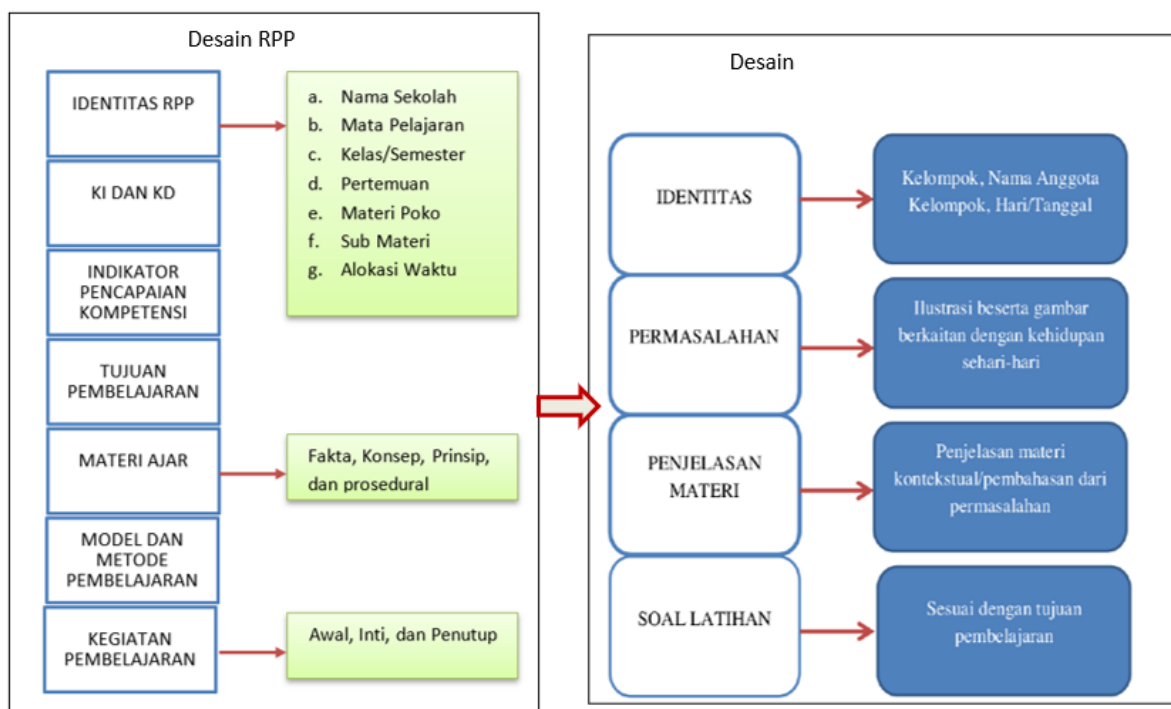 Desain RPP
IDENTITAS RPP
a. Nama Sekolah
b. Mata Pelajaran
c. Kelas/Semester
d. Pertemuan
e. Materi Poko
f. Sub Materi
g. Alokasi Waktu
KI DAN KD
INDIKATOR
PENCAPAIAN
KOMPETENSI
TUJUAN
PEMBELAJARAN
MATERI AJAR
Fakta, Konsep, Prinsip,
dan prosedural
MODEL DAN
METODE
PEMBELAJARAN
KEGIATAN
PEMBELAJARAN
Awal, Inti, dan Penutup
Desain
IDENTITAS
Kelompok, Nama Anggota
Kelompok, Hari/Tanggal
PERMASALAHAN
Ilustrasi beserta gambar
berkaitan dengan kehidupan
sehari-hari
PENJELASAN
MATERI
Penjelasan materi
kontekstual/pembahasan dari
permasalahan
SOAL LATIHAN
Sesuai dengan tujuan
pembelajaran